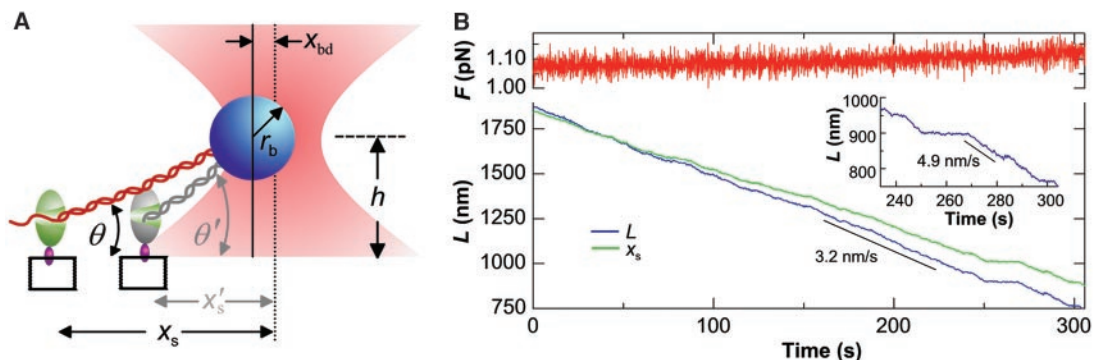 A
x_bd
r_b
h
θ
θ'
x_s'
x_s
B
F (pN)
1.10
1.00
L (nm)
1750
1500
1250
1000
750
L
x_s
3.2 nm/s
0
100
200
300
Time (s)
L (nm)
1000
900
800
4.9 nm/s
240
260
280
300
Time (s)